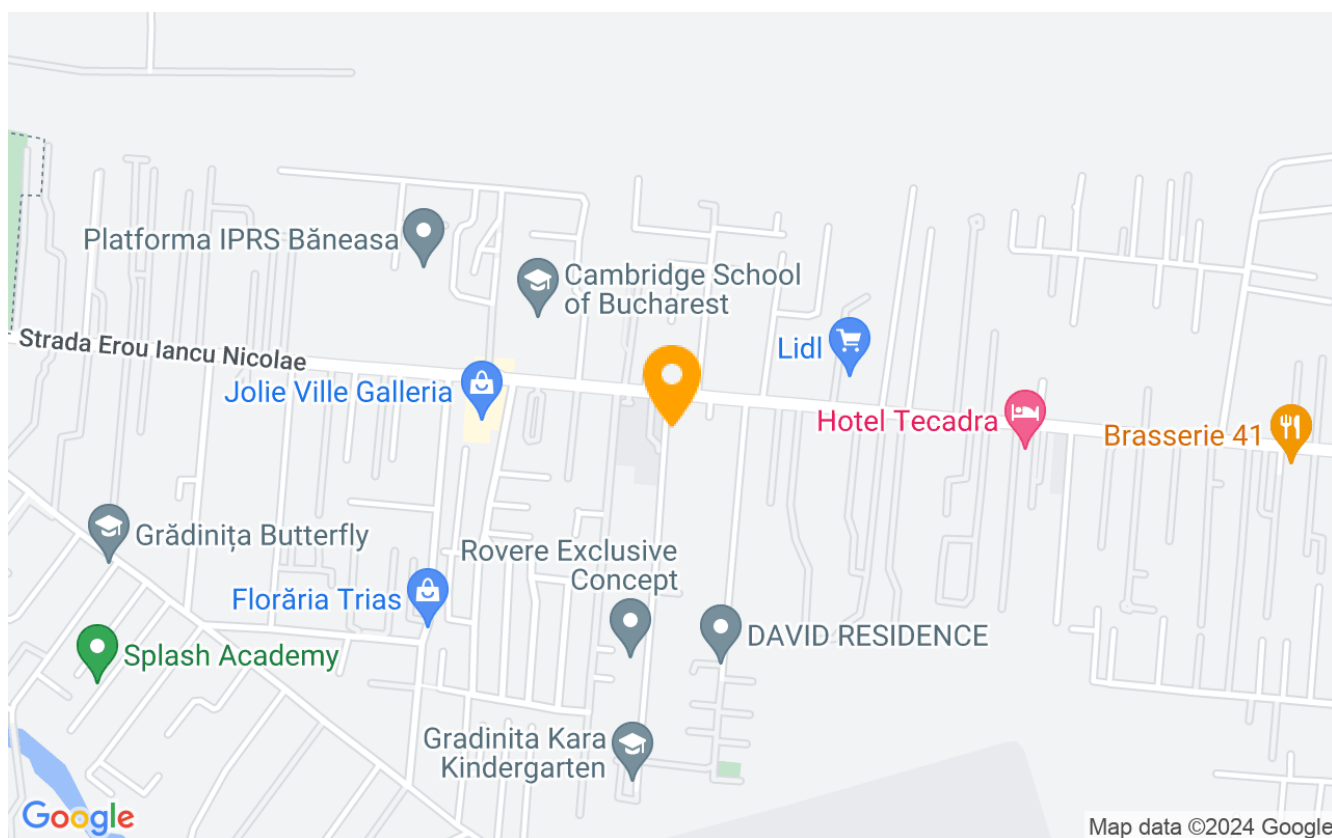 Platforma IPRS Băneasa
Cambridge School
of Bucharest
Strada Erou Iancu Nicolae
Lidl
Jolie Ville Galleria
Hotel Tecadra
Brasserie 41
Grădinița Butterfly
Rovere Exclusive
Concept
Florăria Trias
DAVID RESIDENCE
Splash Academy
Gradinita Kara
Kindergarten
Google
Map data ©2024 Google